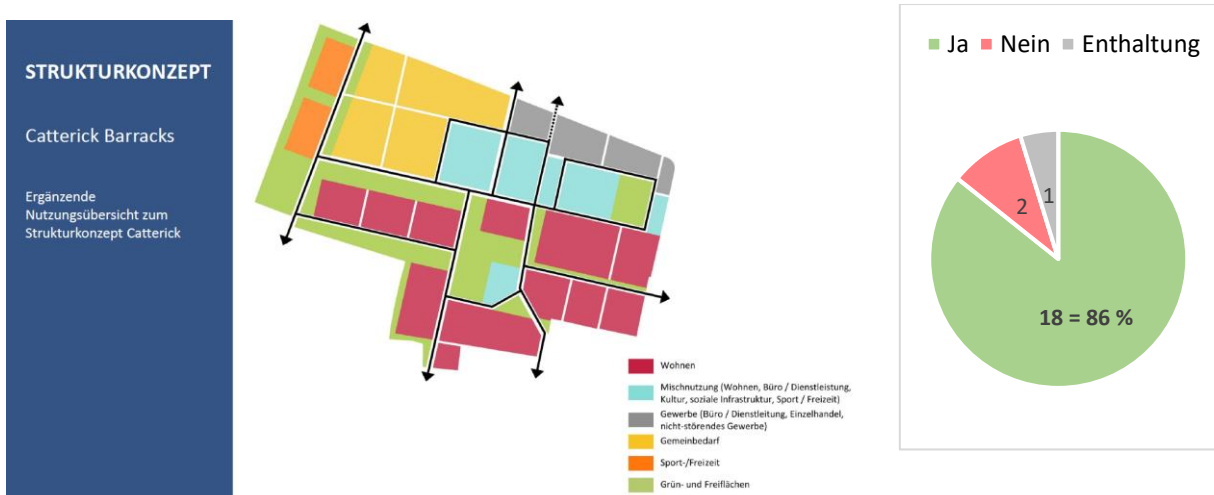 STRUKTURKONZEPT
Catterick Barracks
Ergänzende
Nutzungsübersicht zum
Strukturkonzept Catterick
Wohnen
Mischnutzung (Wohnen, Büro / Dienstleistung,
Kultur, soziale Infrastruktur, Sport / Freizeit)
Gewerbe (Büro / Dienstleitung, Einzelhandel,
nicht-störendes Gewerbe)
Gemeinbedarf
Sport-/Freizeit
Grün- und Freiflächen
Ja Nein Enthaltung
2
1
18 = 86 %